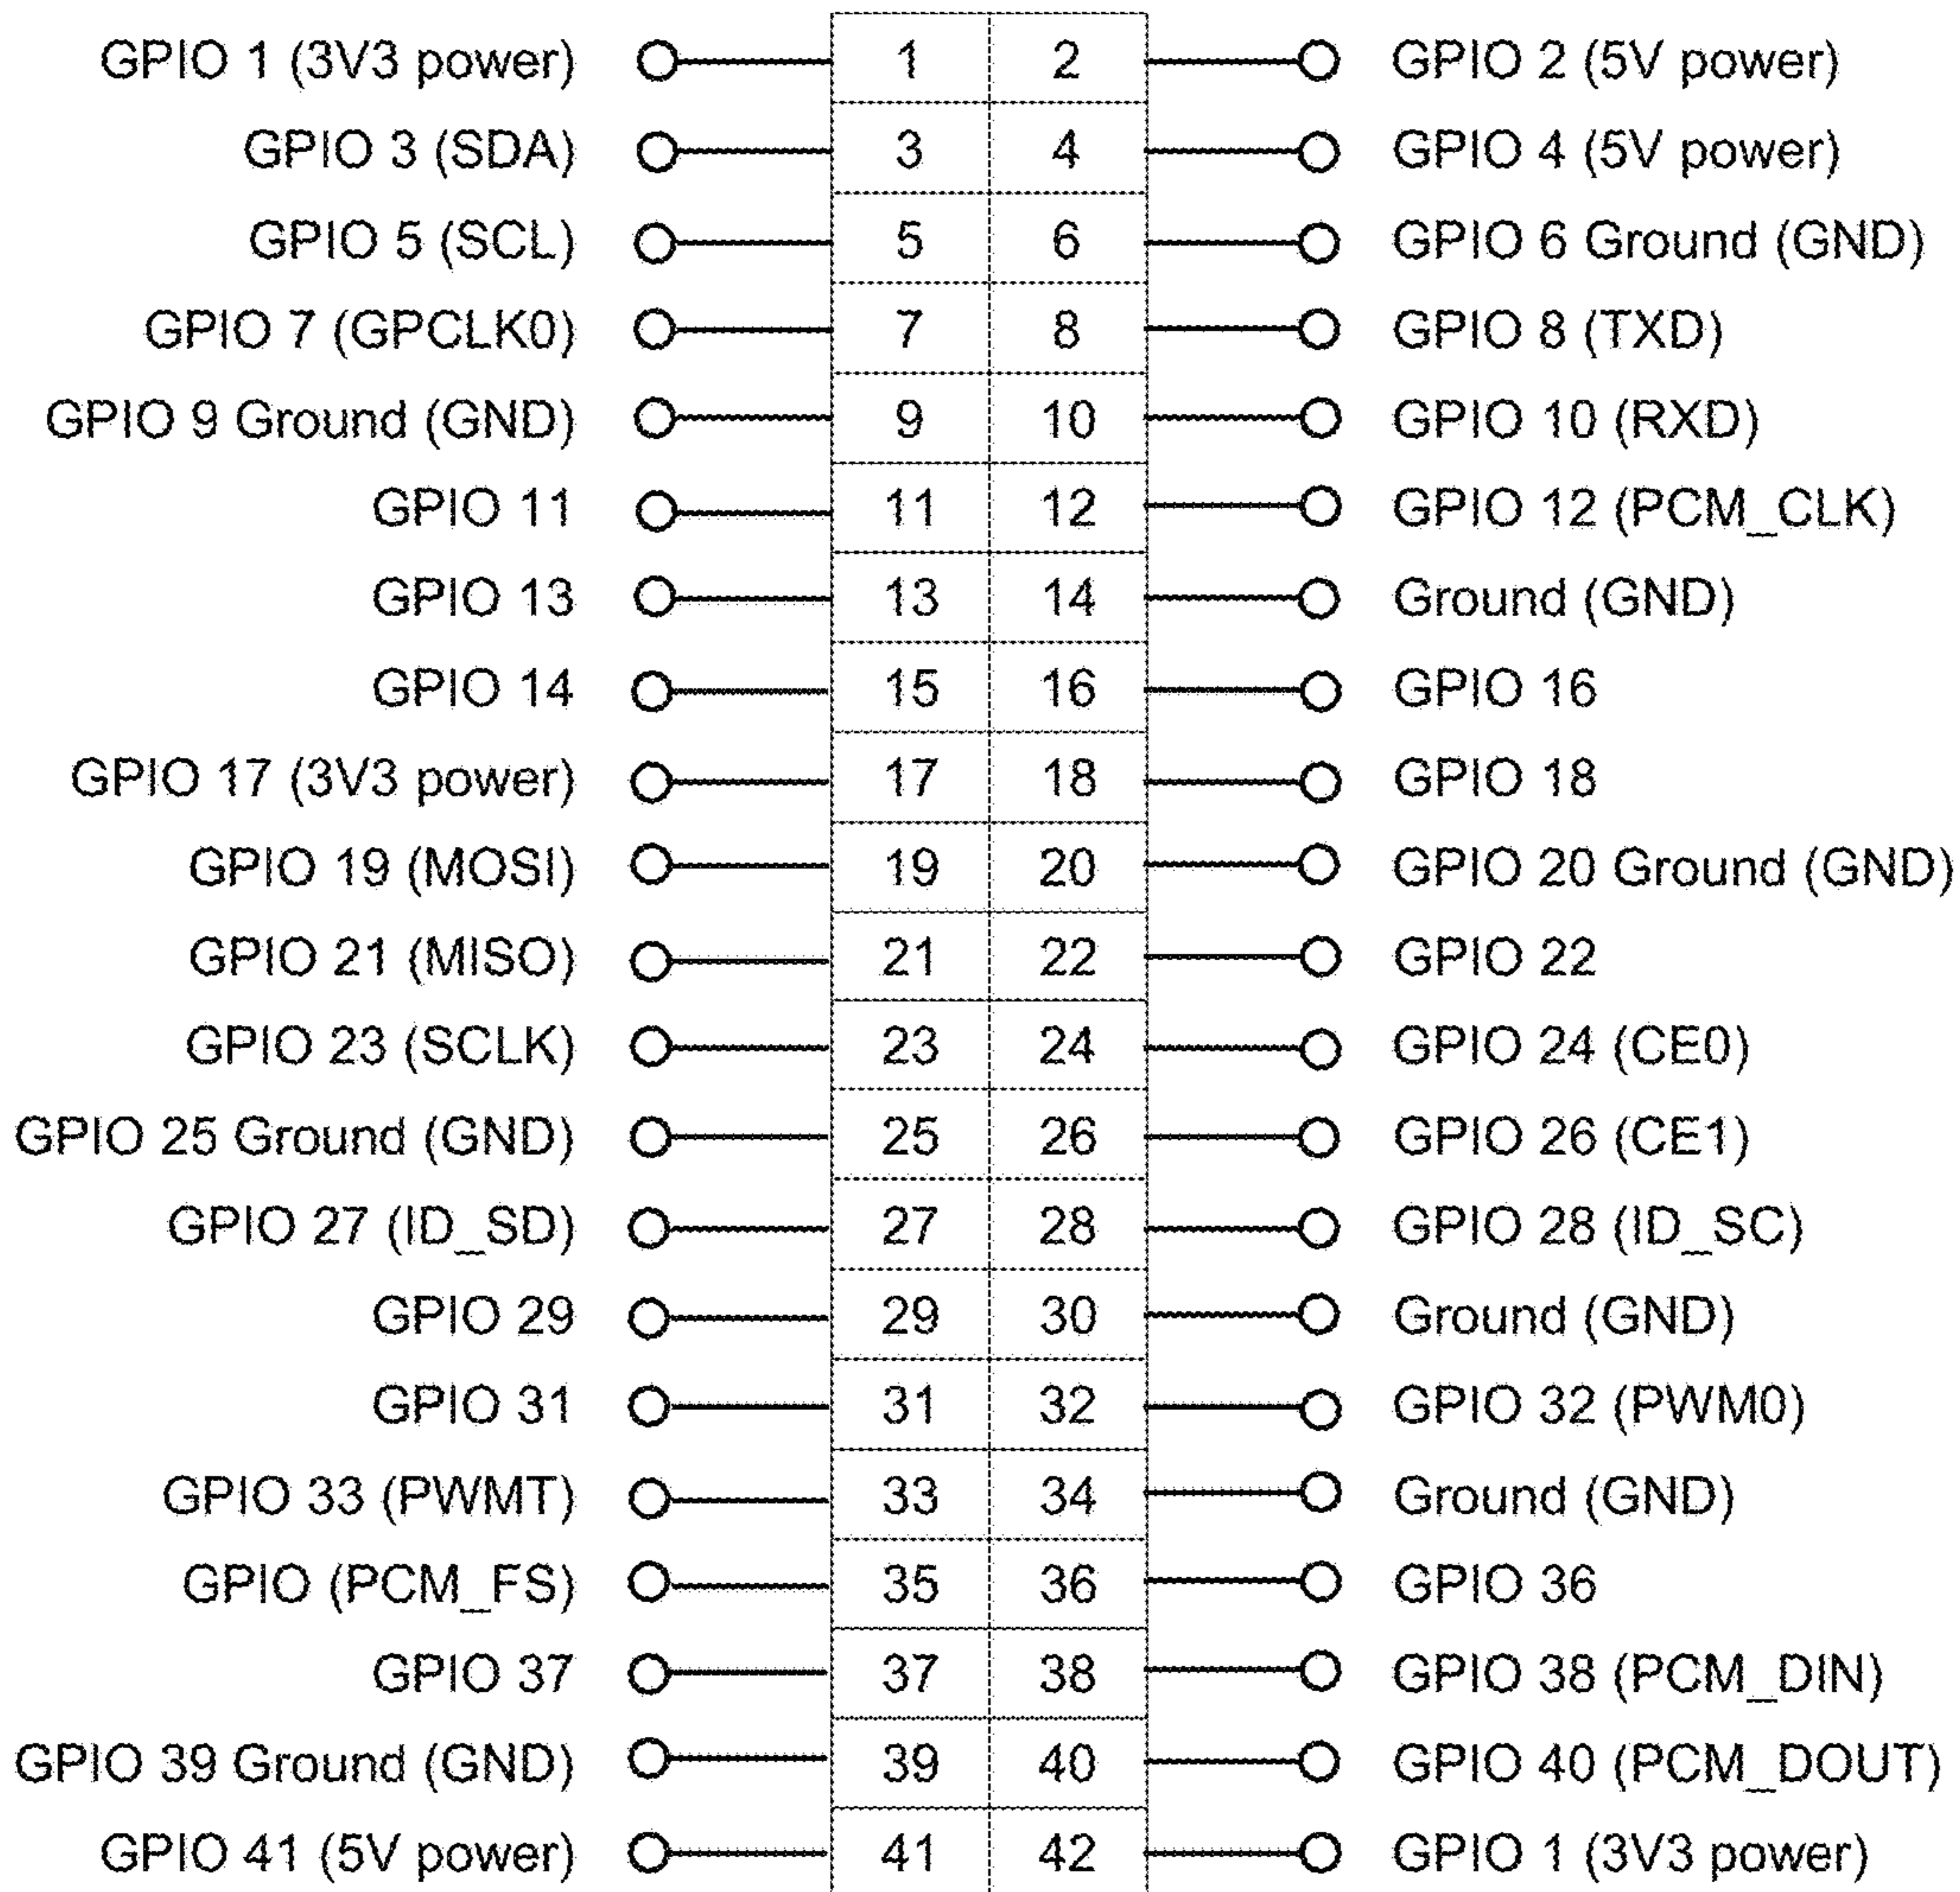 GPIO 1 (3V3 power) 1 2 GPIO 2 (5V power)
GPIO 3 (SDA) 3 4 GPIO 4 (5V power)
GPIO 5 (SCL) 5 6 GPIO 6 Ground (GND)
GPIO 7 (GPCLK0) 7 8 GPIO 8 (TXD)
GPIO 9 Ground (GND) 9 10 GPIO 10 (RXD)
GPIO 11 11 12 GPIO 12 (PCM_CLK)
GPIO 13 13 14 Ground (GND)
GPIO 14 15 16 GPIO 16
GPIO 17 (3V3 power) 17 18 GPIO 18
GPIO 19 (MOSI) 19 20 GPIO 20 Ground (GND)
GPIO 21 (MISO) 21 22 GPIO 22
GPIO 23 (SCLK) 23 24 GPIO 24 (CE0)
GPIO 25 Ground (GND) 25 26 GPIO 26 (CE1)
GPIO 27 (ID_SD) 27 28 GPIO 28 (ID_SC)
GPIO 29 29 30 Ground (GND)
GPIO 31 31 32 GPIO 32 (PWM0)
GPIO 33 (PWMT) 33 34 Ground (GND)
GPIO (PCM_FS) 35 36 GPIO 36
GPIO 37 37 38 GPIO 38 (PCM_DIN)
GPIO 39 Ground (GND) 39 40 GPIO 40 (PCM_DOUT)
GPIO 41 (5V power) 41 42 GPIO 1 (3V3 power)